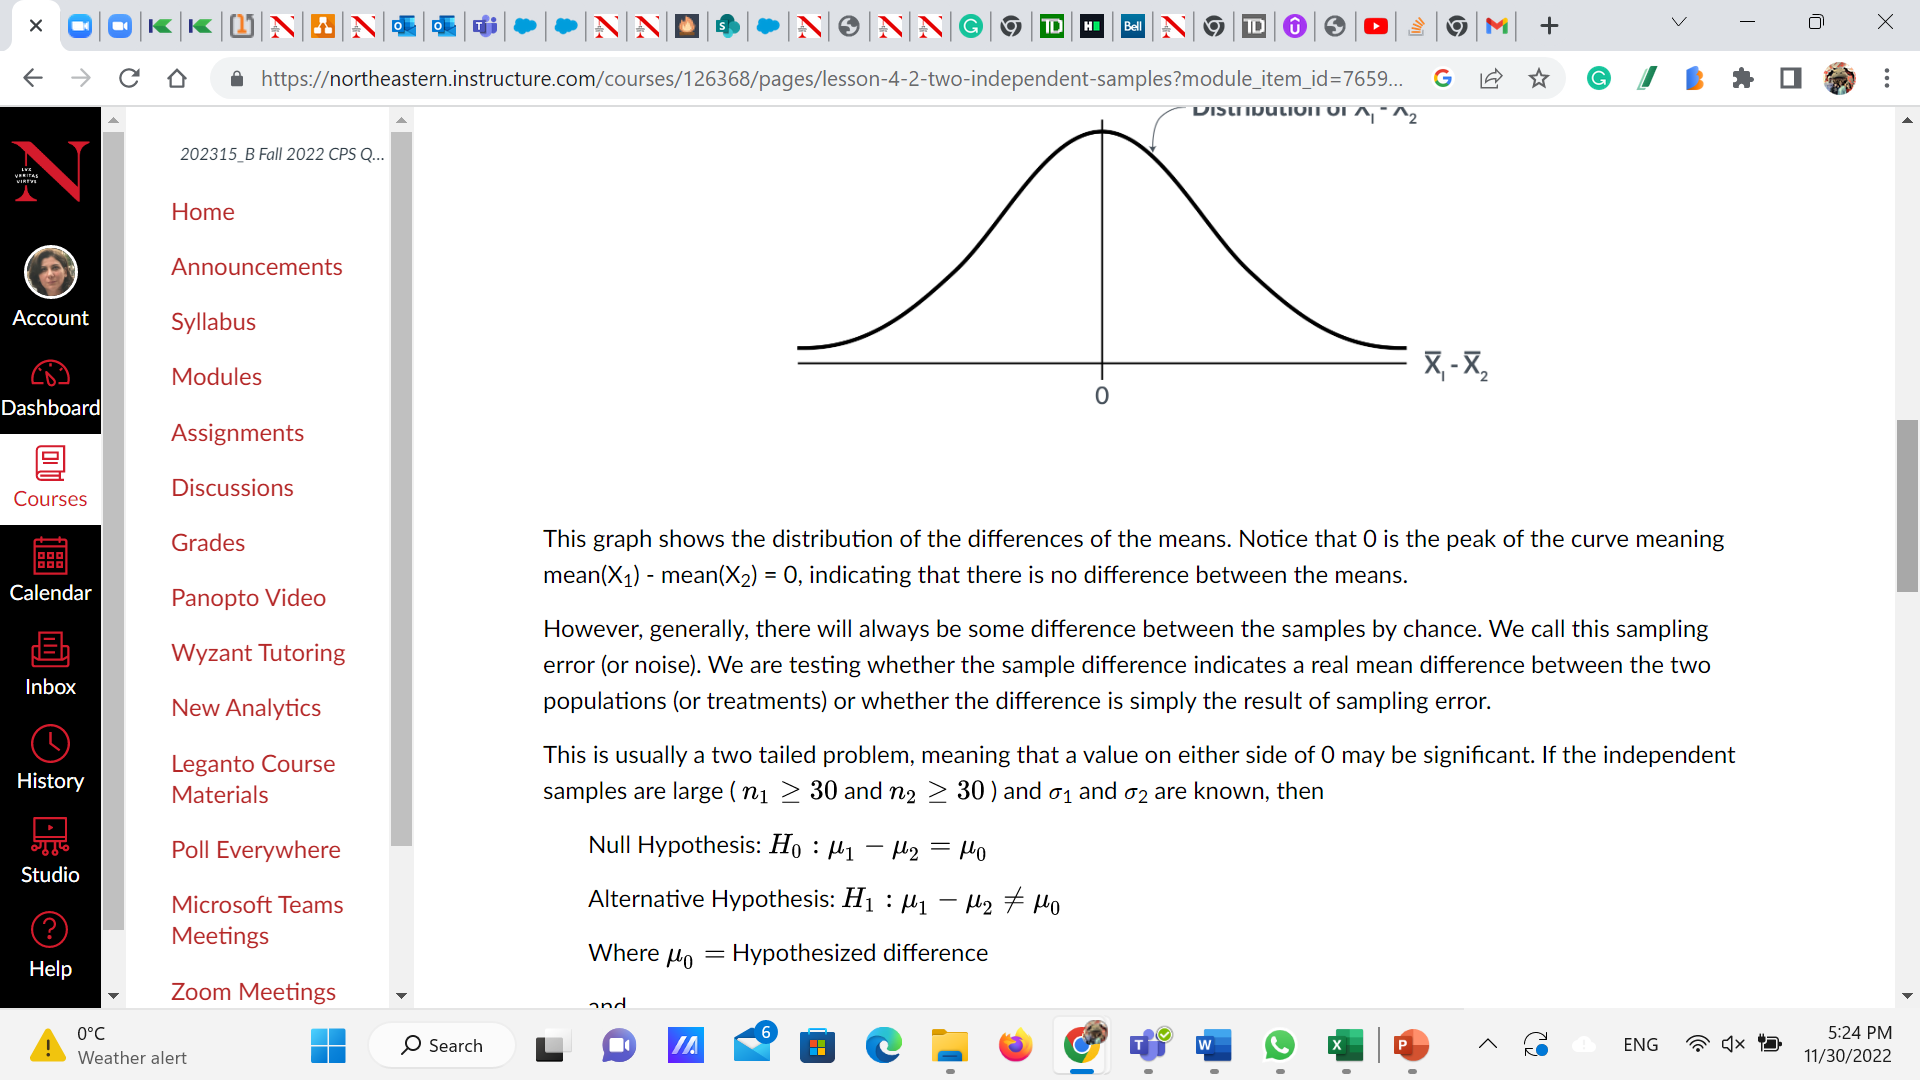 https://northeastern.instructure.com/courses/126368/pages/lesson-4-2-two-independent-samples?module_item_id=7659...
202315_B Fall 2022 CPS Q...
Home
Announcements
Syllabus
Modules
Assignments
Discussions
Grades
Panopto Video
Wyzant Tutoring
New Analytics
Leganto Course
Materials
Poll Everywhere
Microsoft Teams
Meetings
Zoom Meetings
Account
Dashboard
Courses
Calendar
Inbox
History
Studio
Help
Distribution of X₁ - X₂
X̅₁ - X̅₂
0
This graph shows the distribution of the differences of the means. Notice that 0 is the peak of the curve meaning
mean(X₁) - mean(X₂) = 0, indicating that there is no difference between the means.
However, generally, there will always be some difference between the samples by chance. We call this sampling
error (or noise). We are testing whether the sample difference indicates a real mean difference between the two
populations (or treatments) or whether the difference is simply the result of sampling error.
This is usually a two tailed problem, meaning that a value on either side of 0 may be significant. If the independent
samples are large ( n₁ ≥ 30 and n₂ ≥ 30 ) and σ₁ and σ₂ are known, then
Null Hypothesis: H₀ : μ₁ − μ₂ = μ₀
Alternative Hypothesis: H₁ : μ₁ − μ₂ ≠ μ₀
Where μ₀ = Hypothesized difference
and
0°C
Weather alert
Search
6
ENG
5:24 PM
11/30/2022